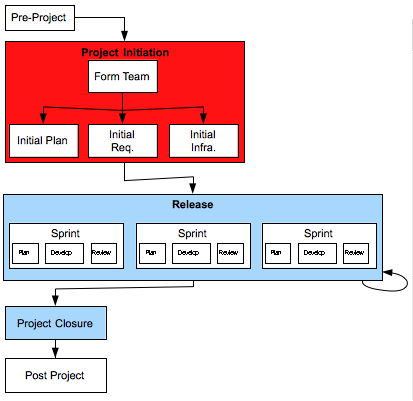 Pre-Project
Project Initiation
Form Team
Initial Plan
Initial
Req.
Initial
Infra.
Release
Sprint
Sprint
Sprint
Plan
Develop
Review
Plan
Develop
Review
Plan
Develop
Review
Project Closure
Post Project